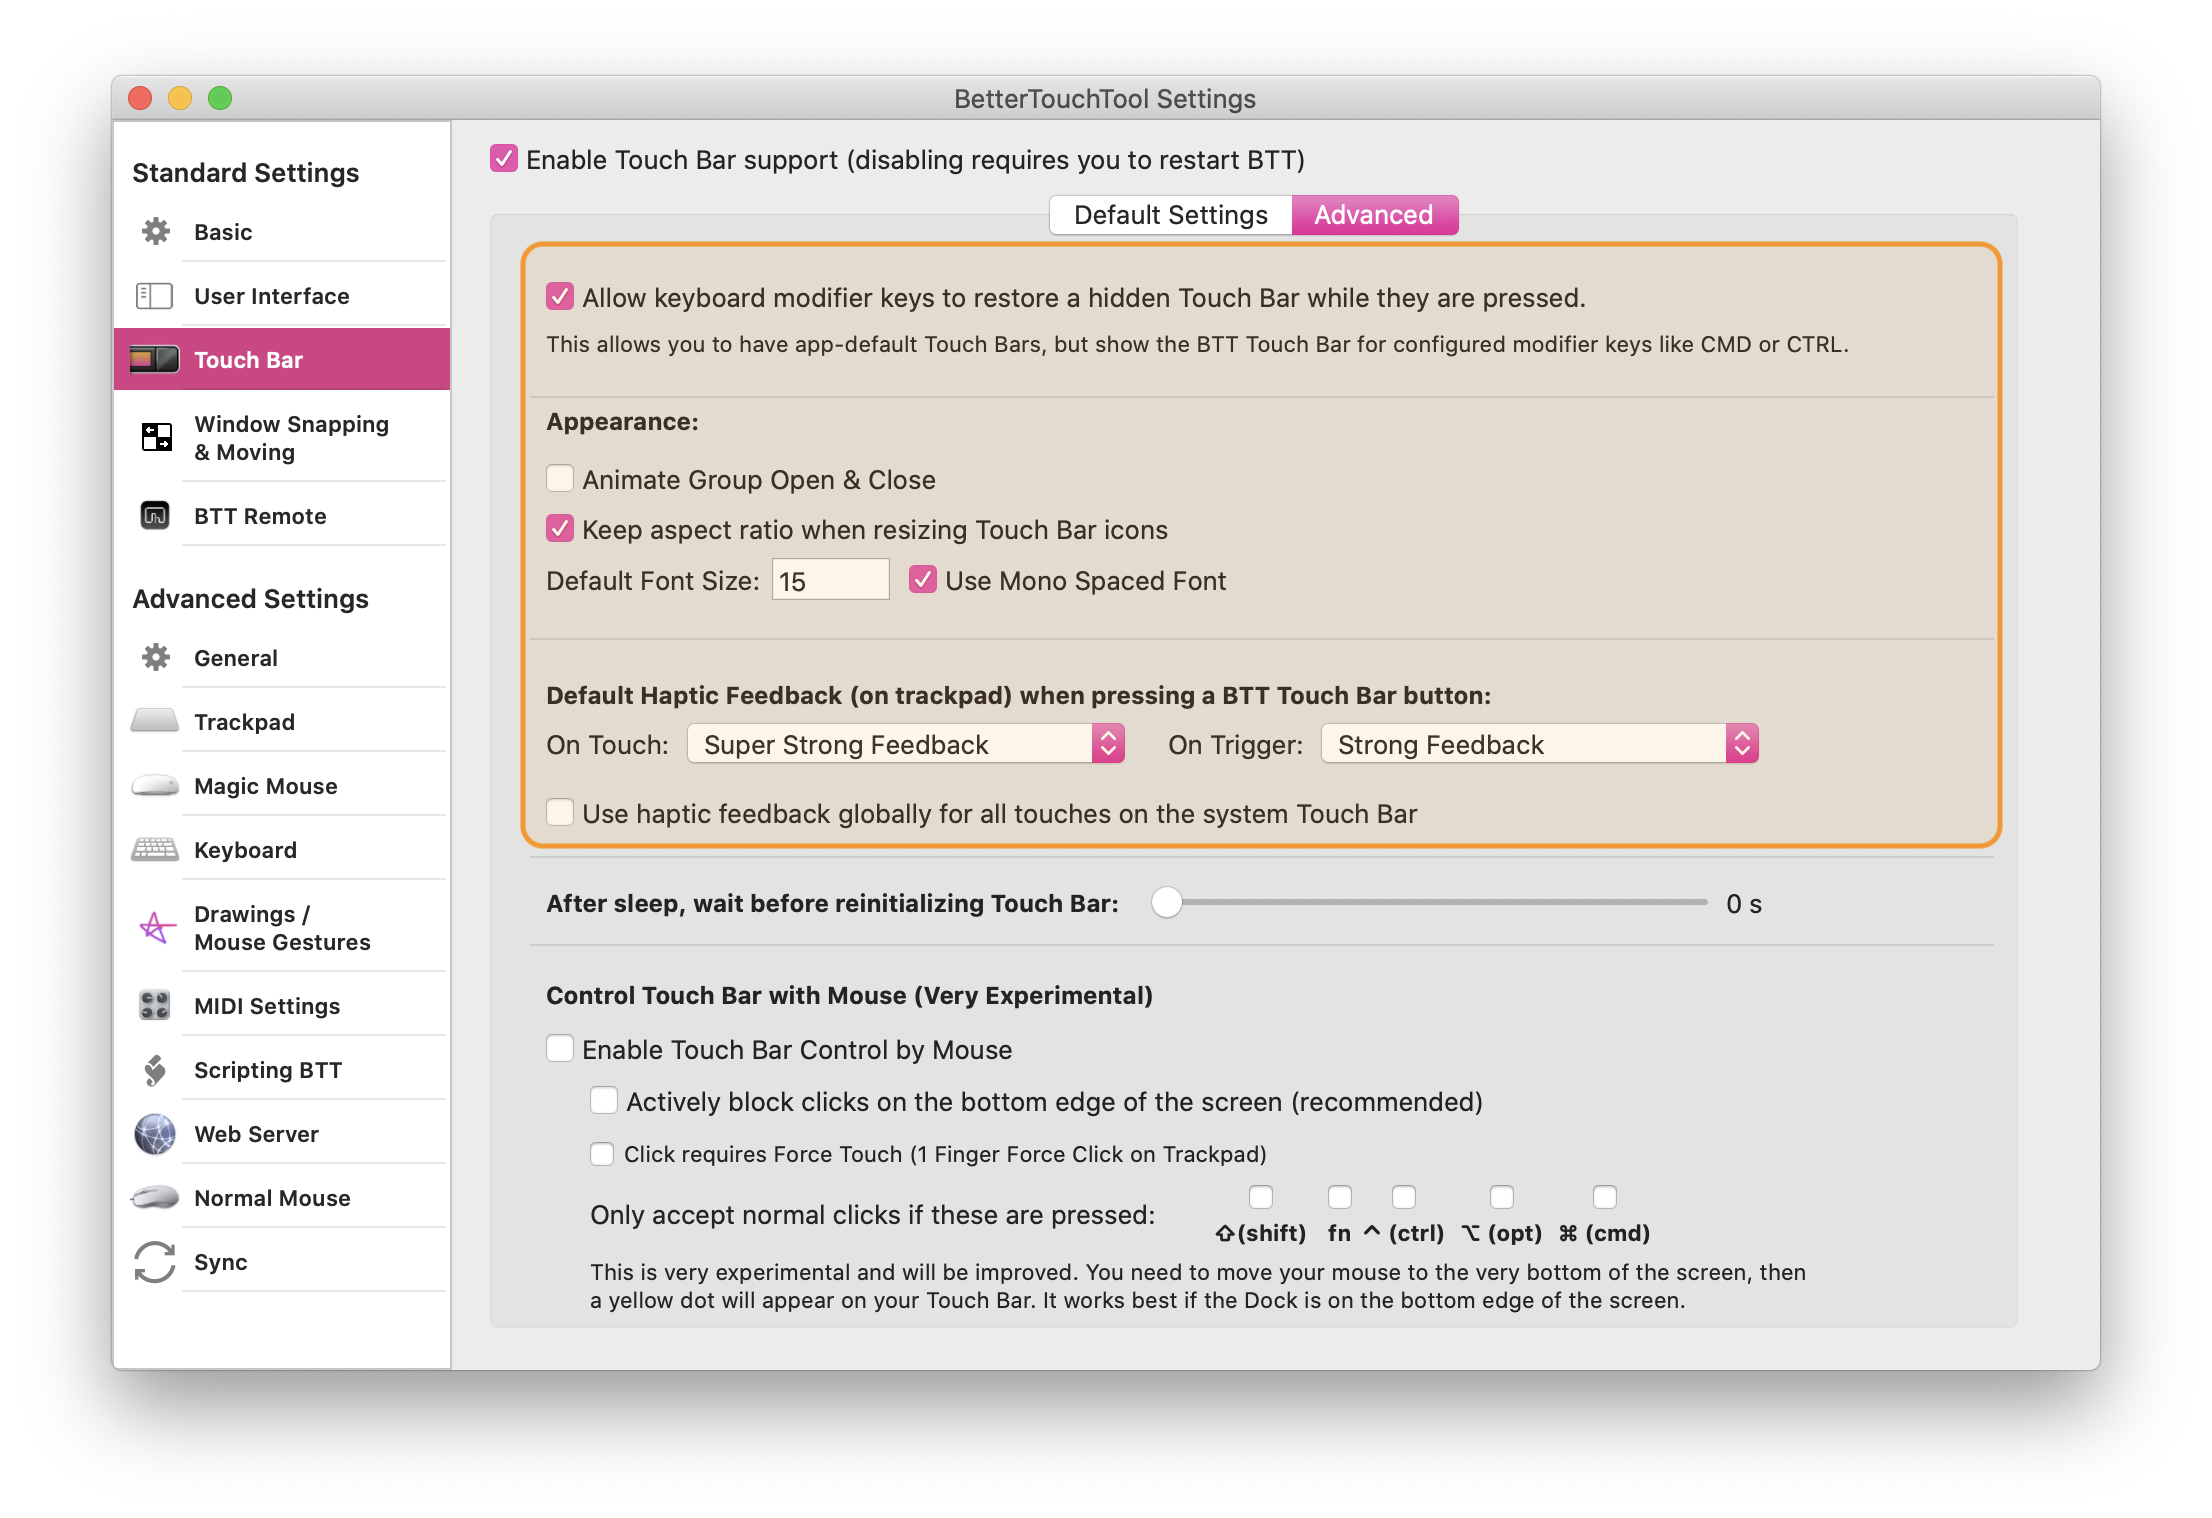 BetterTouchTool Settings
Standard Settings
Basic
User Interface
Touch Bar
Window Snapping
& Moving
BTT Remote
Advanced Settings
General
Trackpad
Magic Mouse
Keyboard
Drawings /
Mouse Gestures
MIDI Settings
Scripting BTT
Web Server
Normal Mouse
Sync
Enable Touch Bar support (disabling requires you to restart BTT)
Default Settings Advanced
Allow keyboard modifier keys to restore a hidden Touch Bar while they are pressed.
This allows you to have app-default Touch Bars, but show the BTT Touch Bar for configured modifier keys like CMD or CTRL.
Appearance:
Animate Group Open & Close
Keep aspect ratio when resizing Touch Bar icons
Default Font Size: 15 Use Mono Spaced Font
Default Haptic Feedback (on trackpad) when pressing a BTT Touch Bar button:
On Touch: Super Strong Feedback On Trigger: Strong Feedback
Use haptic feedback globally for all touches on the system Touch Bar
After sleep, wait before reinitializing Touch Bar: 0 s
Control Touch Bar with Mouse (Very Experimental)
Enable Touch Bar Control by Mouse
Actively block clicks on the bottom edge of the screen (recommended)
Click requires Force Touch (1 Finger Force Click on Trackpad)
Only accept normal clicks if these are pressed:
⇧(shift) fn ^ (ctrl) ⌥ (opt) ⌘ (cmd)
This is very experimental and will be improved. You need to move your mouse to the very bottom of the screen, then
a yellow dot will appear on your Touch Bar. It works best if the Dock is on the bottom edge of the screen.